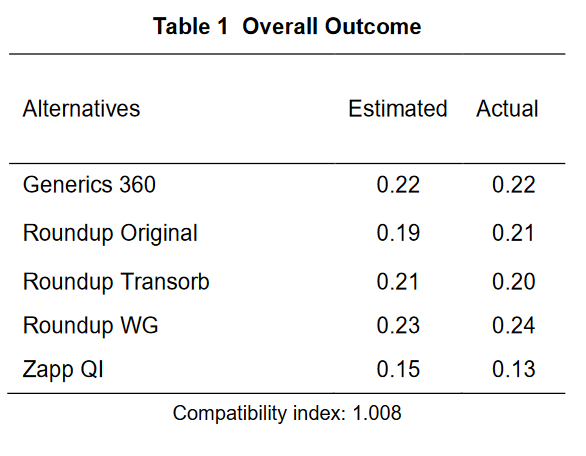 Table 1 Overall Outcome
Alternatives Estimated Actual
Generics 360 0.22 0.22
Roundup Original 0.19 0.21
Roundup Transorb 0.21 0.20
Roundup WG 0.23 0.24
Zapp QI 0.15 0.13
Compatibility index: 1.008